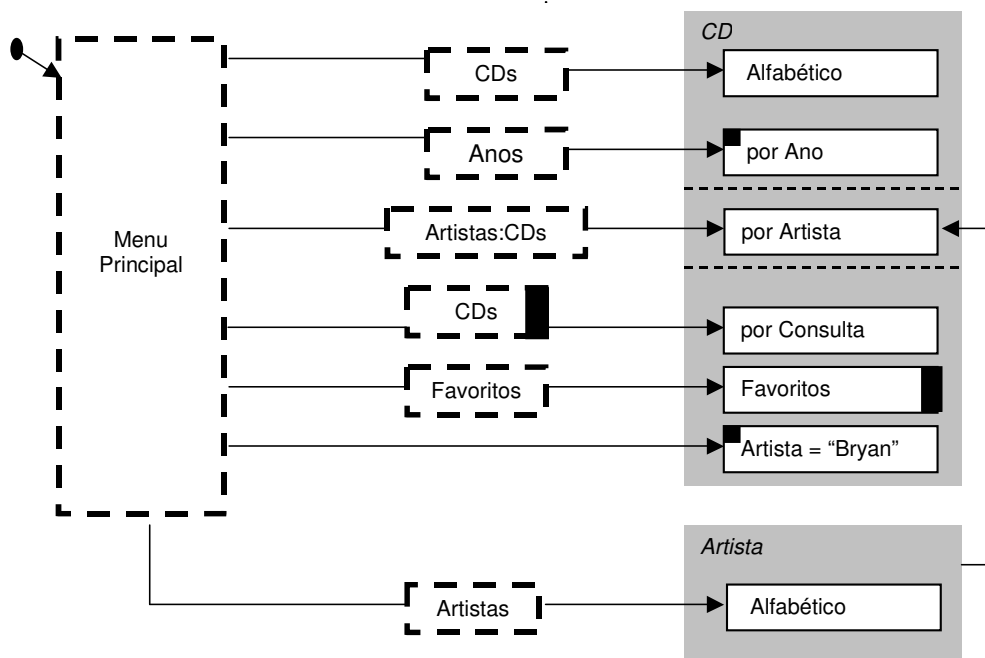 CD
CDs
Alfabético
Anos
por Ano
Menu
Principal
Artistas:CDs
por Artista
CDs
por Consulta
Favoritos
Favoritos
Artista = “Bryan”
Artista
Artistas
Alfabético